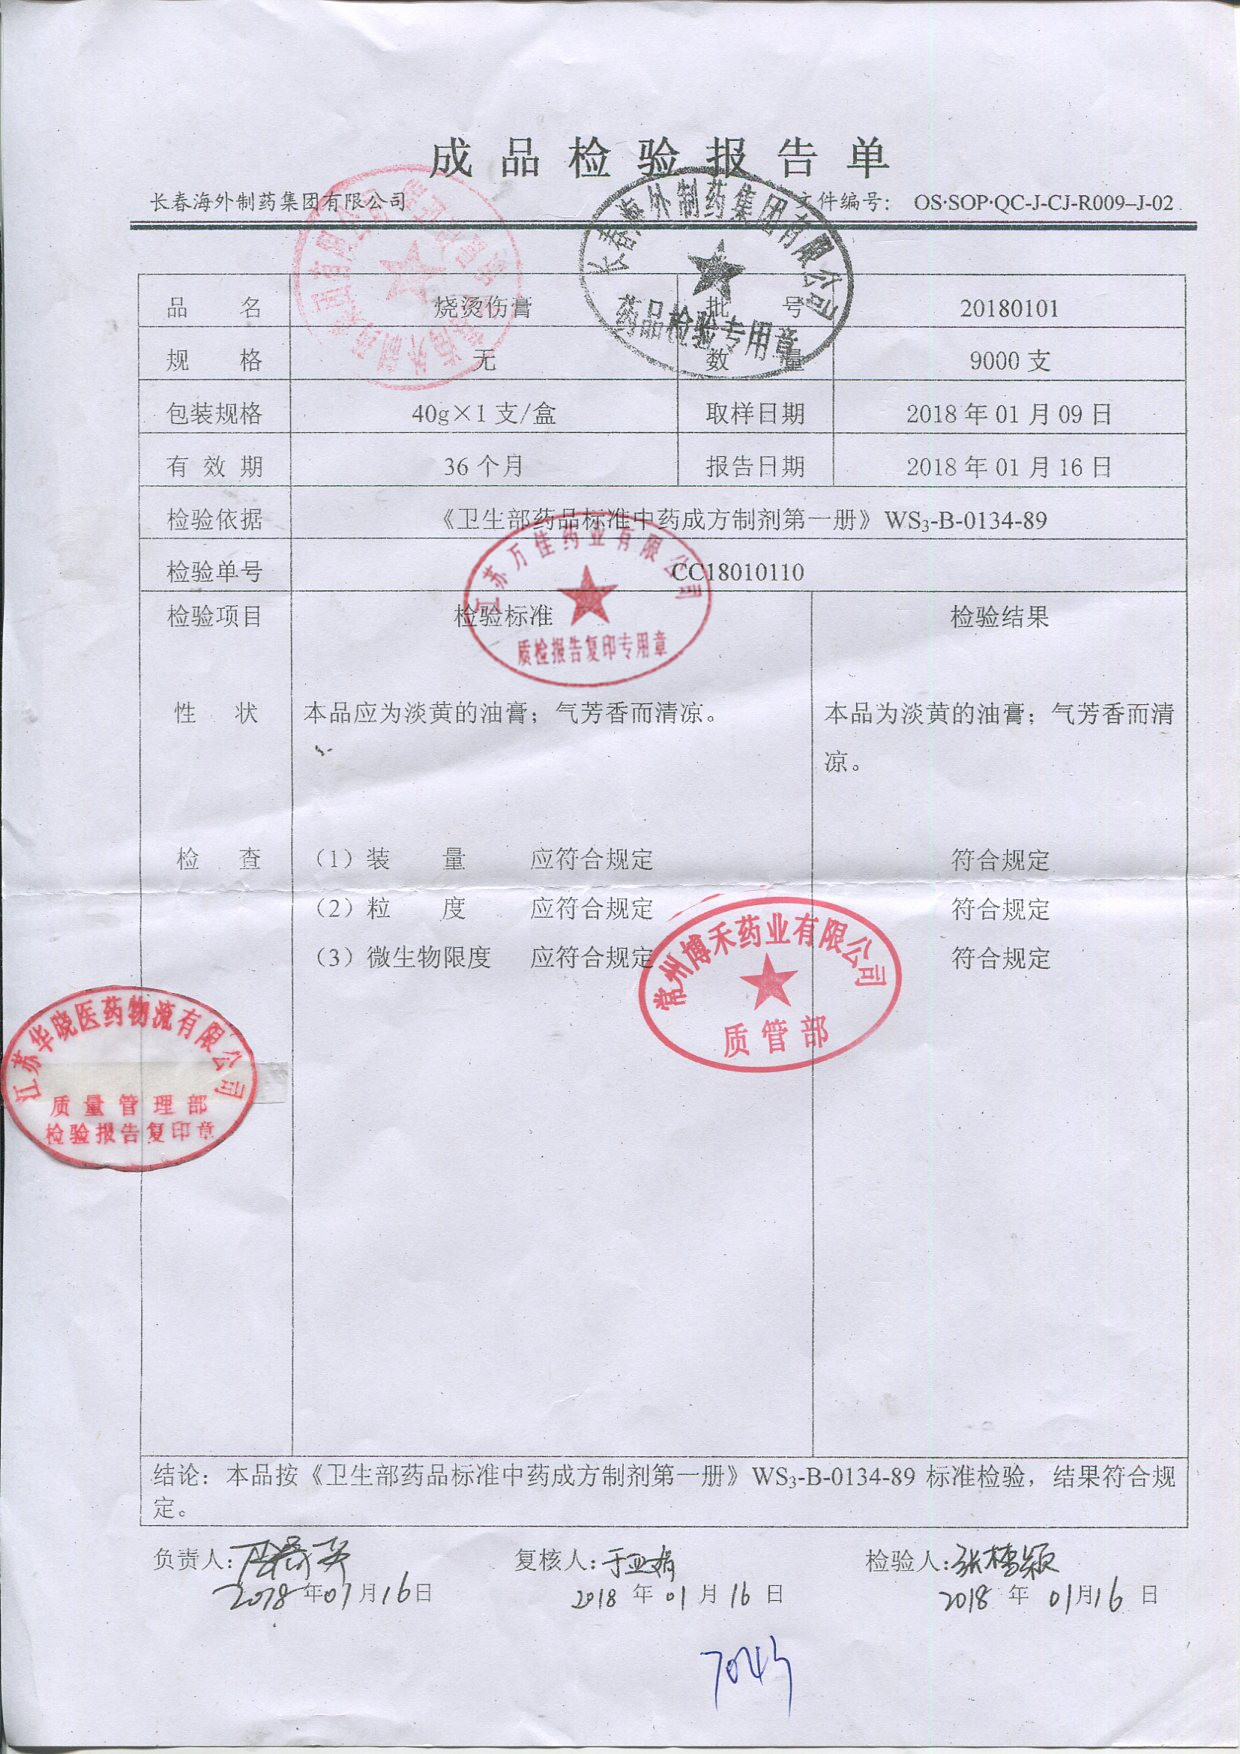 成品检验报告单
长春海外制药集团有限公司 文件编号： OS·SOP·QC-J-CJ-R009–J-02
品名 烧烫伤膏 批号 20180101
规格 无 数量 9000 支
包装规格 40g×1 支/盒 取样日期 2018 年 01 月 09 日
有效期 36 个月 报告日期 2018 年 01 月 16 日
检验依据 《卫生部药品标准中药成方制剂第一册》WS₃-B-0134-89
检验单号 CC18010110
检验项目 检验标准 检验结果
性状 本品应为淡黄的油膏；气芳香而清凉。 本品为淡黄的油膏；气芳香而清
凉。
检查 （1）装量 应符合规定 符合规定
（2）粒度 应符合规定 符合规定
（3）微生物限度 应符合规定 符合规定
结论：本品按《卫生部药品标准中药成方制剂第一册》WS₃-B-0134-89 标准检验，结果符合规
定。
负责人: 复核人:于亚娟 检验人:张楂颖
2018 年 01 月 16 日 2018 年 01 月 16 日 2018 年 01 月 16 日
长春海外制药集团有限公司
药品检验专用章
江苏万佳药业有限公司
质检报告复印专用章
常州博禾药业有限公司
质管部
江苏华晓医药物流有限公司
质量管理部
检验报告复印章